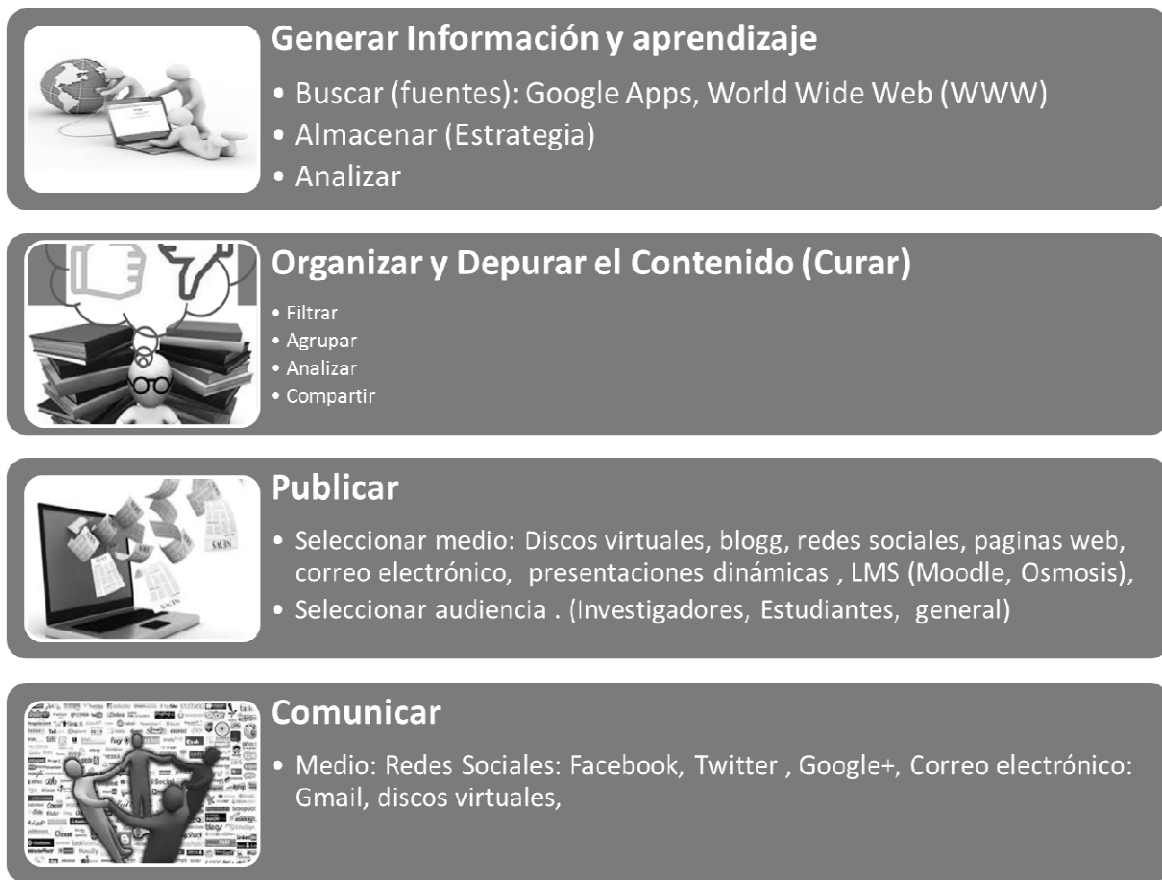 Generar Información y aprendizaje
• Buscar (fuentes): Google Apps, World Wide Web (WWW)
• Almacenar (Estrategia)
• Analizar
Organizar y Depurar el Contenido (Curar)
• Filtrar
• Agrupar
• Analizar
• Compartir
Publicar
• Seleccionar medio: Discos virtuales, blogg, redes sociales, paginas web,
correo electrónico, presentaciones dinámicas , LMS (Moodle, Osmosis),
• Seleccionar audiencia . (Investigadores, Estudiantes, general)
NEWS
Comunicar
• Medio: Redes Sociales: Facebook, Twitter , Google+, Correo electrónico:
Gmail, discos virtuales,